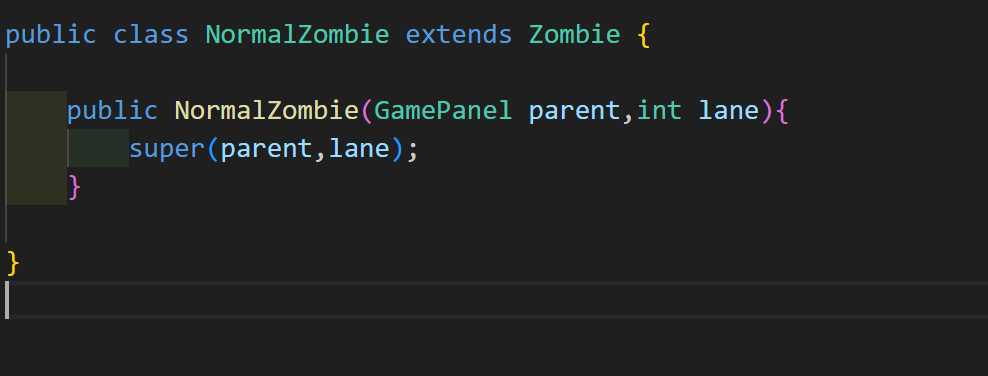 public class NormalZombie extends Zombie {
public NormalZombie(GamePanel parent,int lane){
super(parent,lane);
}
}